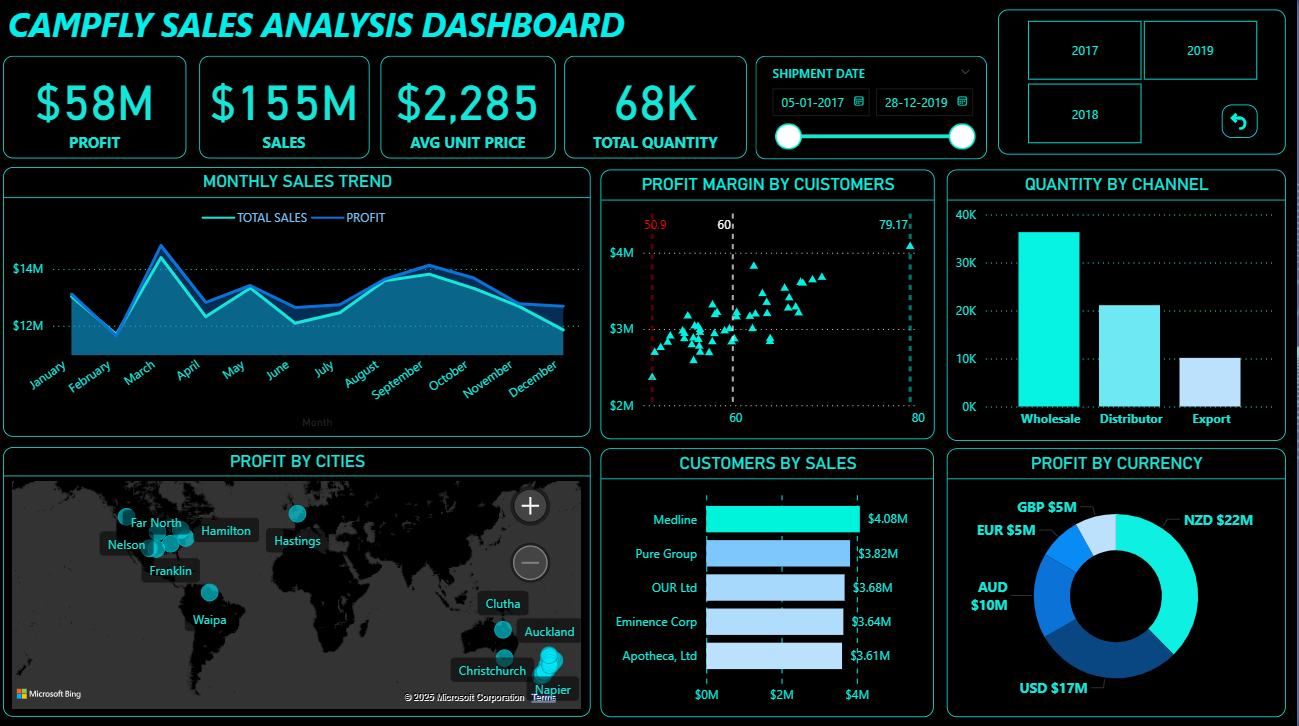 CAMPFLY SALES ANALYSIS DASHBOARD
$58M
PROFIT
$155M
SALES
$2,285
AVG UNIT PRICE
68K
TOTAL QUANTITY
SHIPMENT DATE
05-01-2017
28-12-2019
2017
2019
2018
MONTHLY SALES TREND
TOTAL SALES
PROFIT
$14M
$12M
January
February
March
April
May
June
July
August
September
October
November
December
Month
PROFIT MARGIN BY CUISTOMERS
50.9
60
79.17
$4M
$3M
$2M
60
80
QUANTITY BY CHANNEL
40K
30K
20K
10K
0K
Wholesale
Distributor
Export
PROFIT BY CITIES
Far North
Hamilton
Nelson
Hastings
Franklin
Waipa
Clutha
Auckland
Christchurch
Napier
Microsoft Bing
© 2025 Microsoft Corporation Terms
CUSTOMERS BY SALES
Medline
$4.08M
Pure Group
$3.82M
OUR Ltd
$3.68M
Eminence Corp
$3.64M
Apotheca, Ltd
$3.61M
$0M
$2M
$4M
PROFIT BY CURRENCY
GBP $5M
NZD $22M
EUR $5M
AUD
$10M
USD $17M